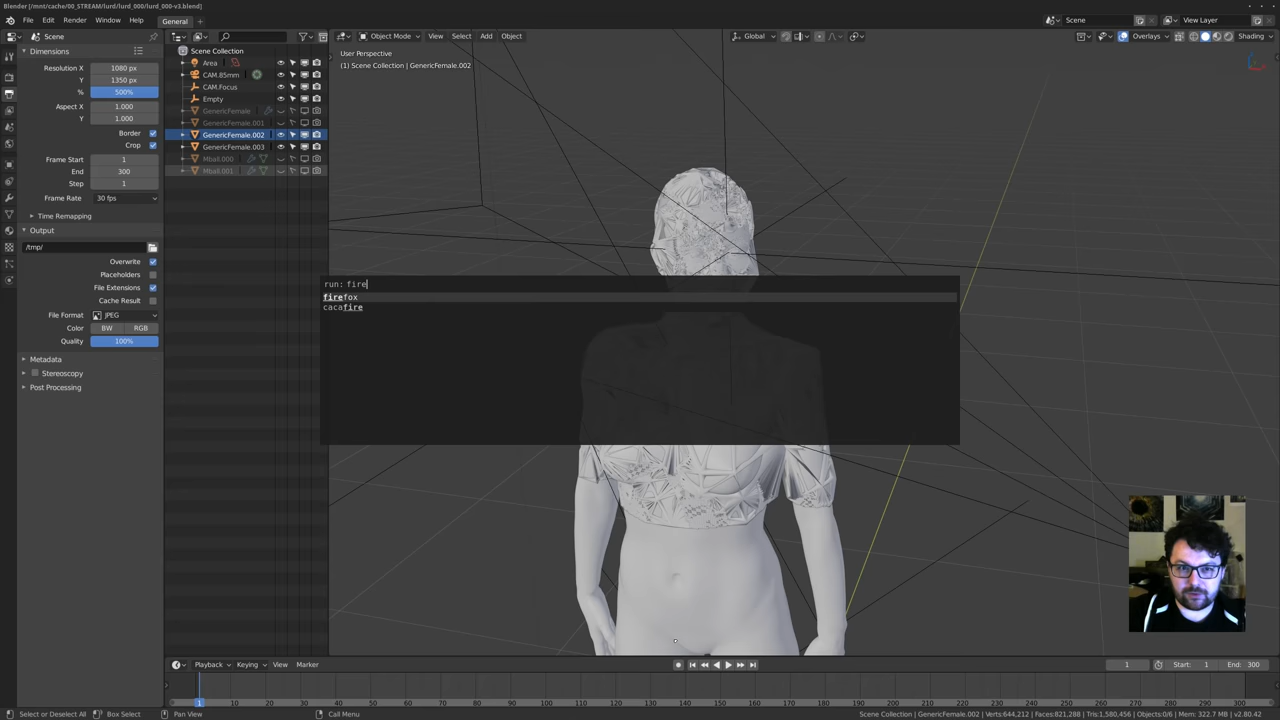 Blender [/mnt/cache/00_STREAM/lurd/lurd_000/lurd_000-v3.blend]
File Edit Render Window Help General
Scene View Layer
Scene
Dimensions
Resolution X 1080 px
Y 1350 px
% 500%
Aspect X 1.000
Y 1.000
Border
Crop
Frame Start 1
End 300
Step 1
Frame Rate 30 fps
Time Remapping
Output
/tmp/
Overwrite
Placeholders
File Extensions
Cache Result
File Format JPEG
Color BW RGB
Quality 100%
Metadata
Stereoscopy
Post Processing
Scene Collection
Area
CAM.85mm
CAM.Focus
Empty
GenericFemale
GenericFemale.001
GenericFemale.002
GenericFemale.003
Mball.000
Mball.001
Object Mode View Select Add Object
Global
Overlays Shading
User Perspective
(1) Scene Collection | GenericFemale.002
run: fire
firefox
cacafire
Playback Keying View Marker
1 Start: 1 End: 300
1 10 20 30 40 50 60 70 80 90 100 110 120 130 140 150 160 170 180 190 200 210 220 230 240 250 260 270 280 290 300
Select or Deselect All Box Select Pan View Call Menu
Scene Collection | GenericFemale.002 | Verts:644,212 | Faces:821,288 | Tris:1,580,456 | Objects:0/6 | Mem: 322.7 MB | v2.80.42